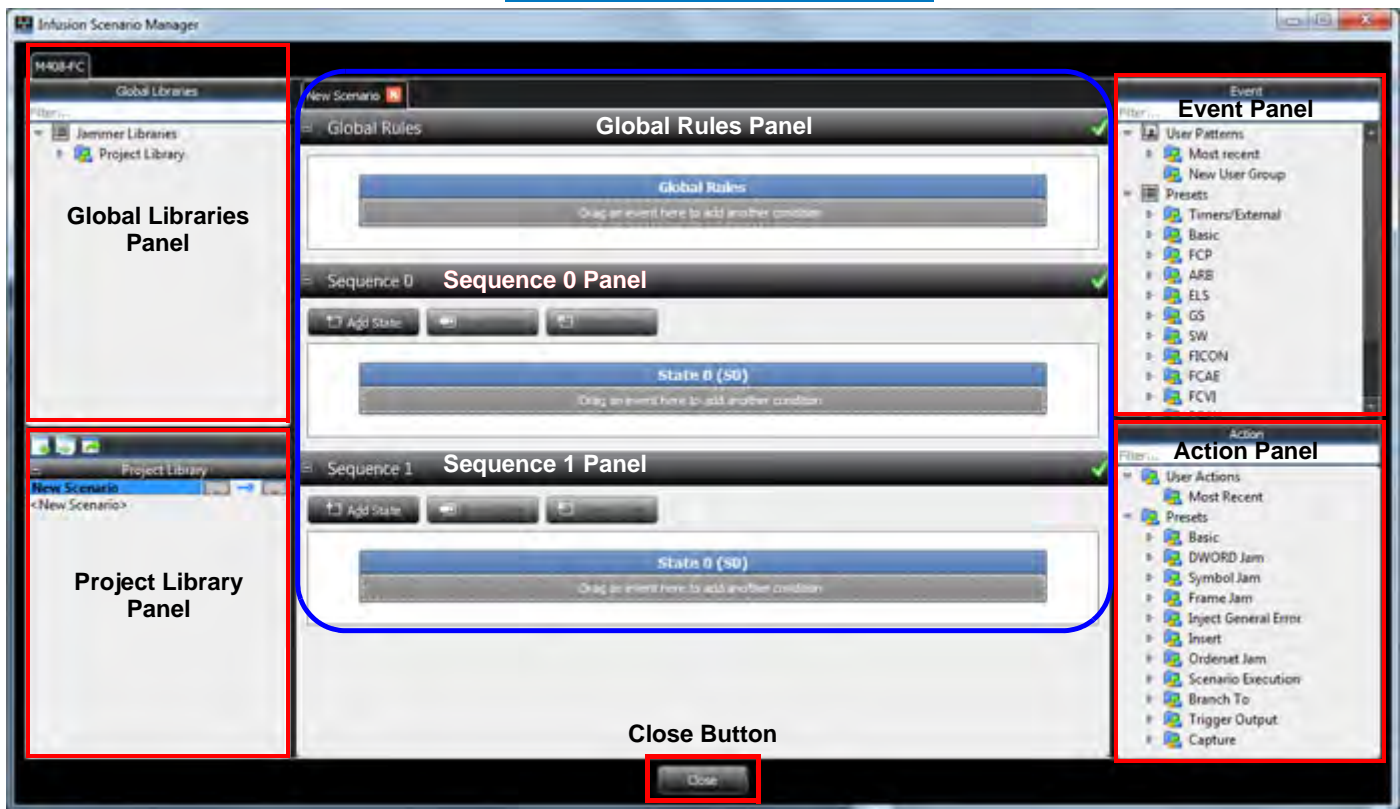 Infusion Scenario Manager
M408-FC
Global Libraries
Filter...
Jammer Libraries
Project Library
Global Libraries
Panel
Project Library
New Scenario
<New Scenario>
Project Library
Panel
New Scenario
Global Rules
Global Rules Panel
Global Rules
Drag an event here to add another condition
Sequence 0
Sequence 0 Panel
Add State
State 0 (S0)
Drag an event here to add another condition
Sequence 1
Sequence 1 Panel
Add State
State 0 (S0)
Drag an event here to add another condition
Close Button
Close
Event
Filter...
Event Panel
User Patterns
Most recent
New User Group
Presets
Timers/External
Basic
FCP
ARB
ELS
GS
SW
FICON
FCAE
FCVI
Action
Filter...
Action Panel
User Actions
Most Recent
Presets
Basic
DWORD Jam
Symbol Jam
Frame Jam
Inject General Error
Insert
Orderset Jam
Scenario Execution
Branch To
Trigger Output
Capture